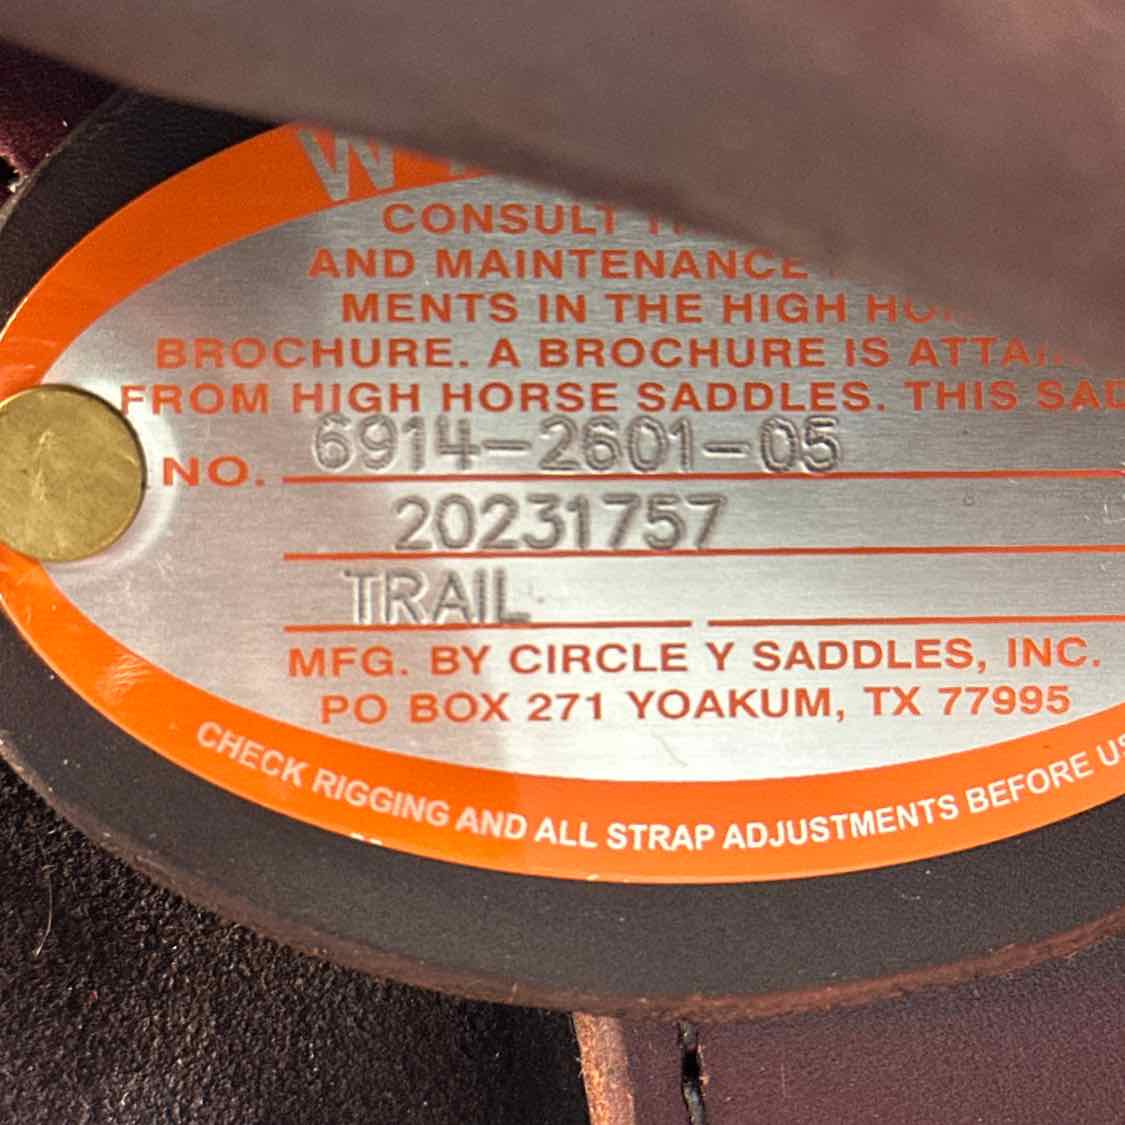 CONSULT
AND MAINTENANCE
MENTS IN THE HIGH
BROCHURE. A BROCHURE IS
FROM HIGH HORSE SADDLES. THIS
NO. 6914-2601-05
20231757
TRAIL
MFG. BY CIRCLE Y SADDLES, INC.
PO BOX 271 YOAKUM, TX 77995
CHECK RIGGING AND ALL STRAP ADJUSTMENTS BEFORE